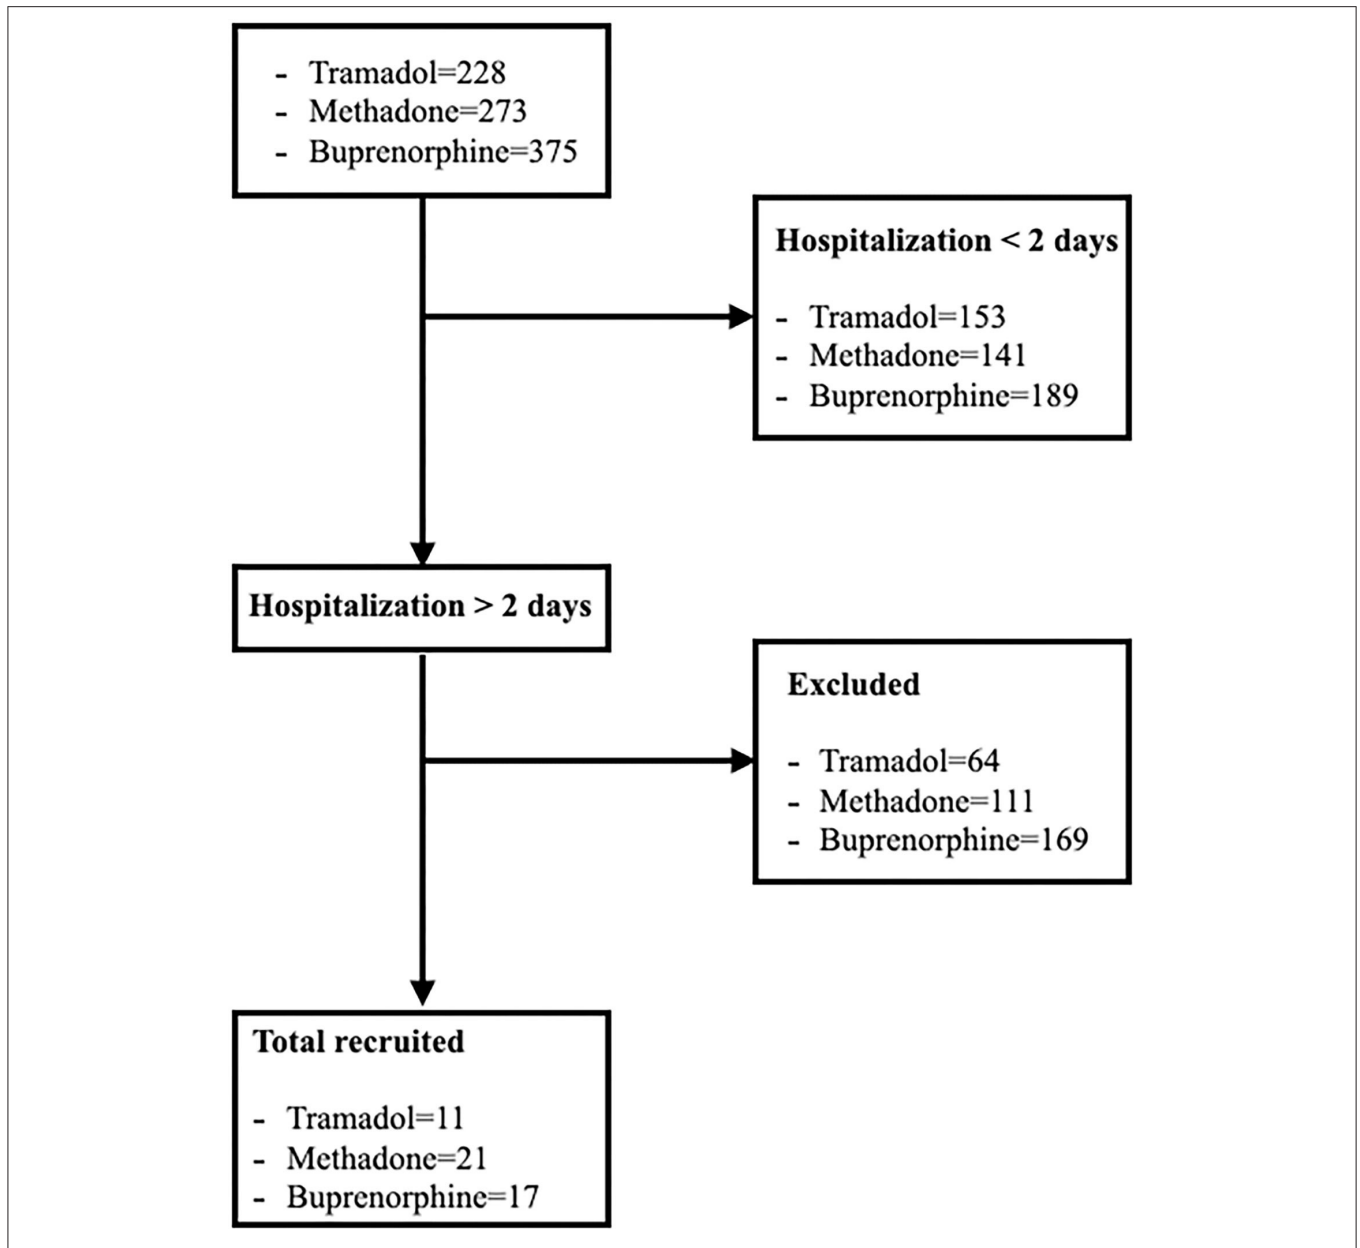 - Tramadol=228
- Methadone=273
- Buprenorphine=375
Hospitalization < 2 days
- Tramadol=153
- Methadone=141
- Buprenorphine=189
Hospitalization > 2 days
Excluded
- Tramadol=64
- Methadone=111
- Buprenorphine=169
Total recruited
- Tramadol=11
- Methadone=21
- Buprenorphine=17